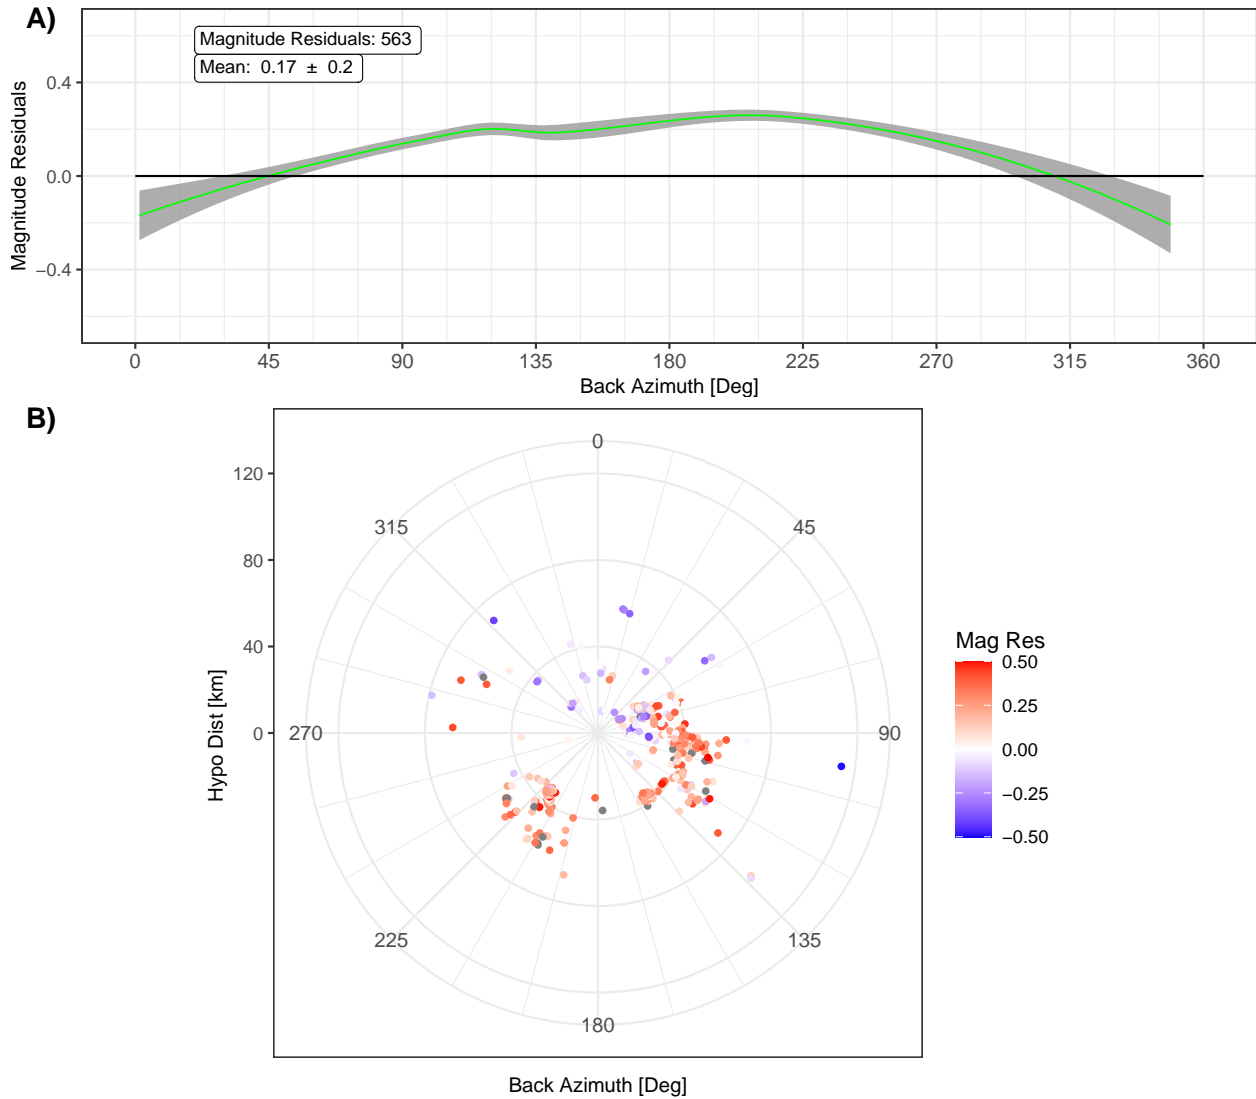 A)
Magnitude Residuals: 563
Mean: 0.17 ± 0.2
Magnitude Residuals
0.4
0.0
−0.4
0 45 90 135 180 225 270 315 360
Back Azimuth [Deg]
B)
Hypo Dist [km]
120
80
40
0
0
45
90
135
180
225
270
315
Back Azimuth [Deg]
Mag Res
0.50
0.25
0.00
−0.25
−0.50